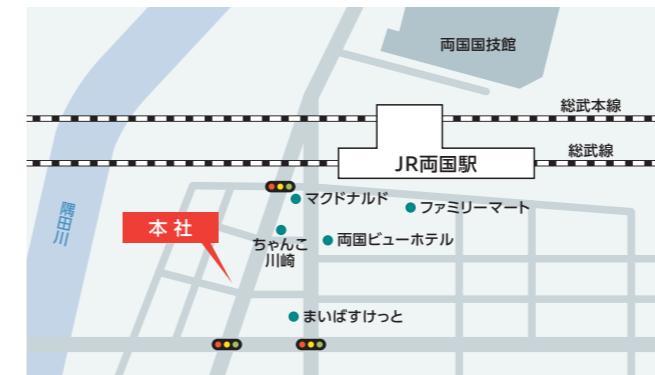 両国国技館
総武本線
総武線
JR両国駅
マクドナルド
ファミリーマート
隅田川
本社
ちゃんこ
川崎
両国ビューホテル
まいばすけっと